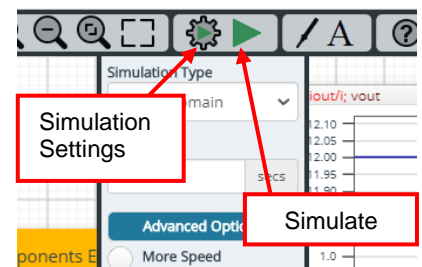 A
Simulation Type
main
iout/i; vout
Simulation
Settings
12.10
12.05
12.00
11.95
11.90
secs
Simulate
Advanced Optio
ponents E
More Speed
1.0